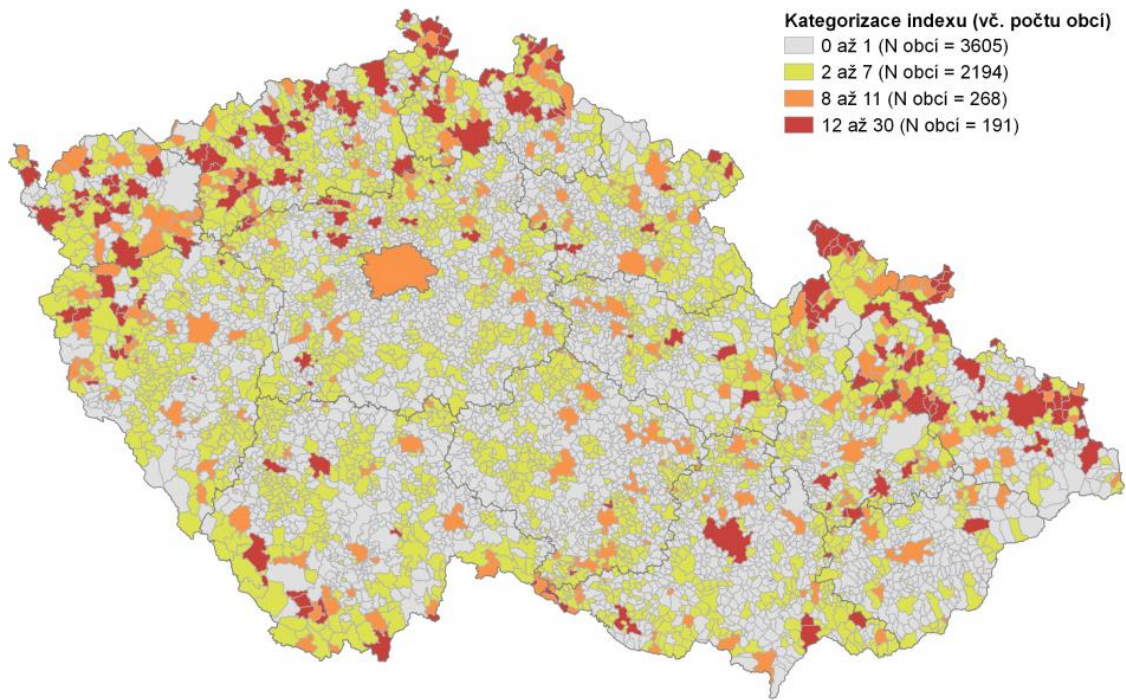 Kategorizace indexu (vč. počtu obcí)
0 až 1 (N obcí = 3605)
2 až 7 (N obcí = 2194)
8 až 11 (N obcí = 268)
12 až 30 (N obcí = 191)